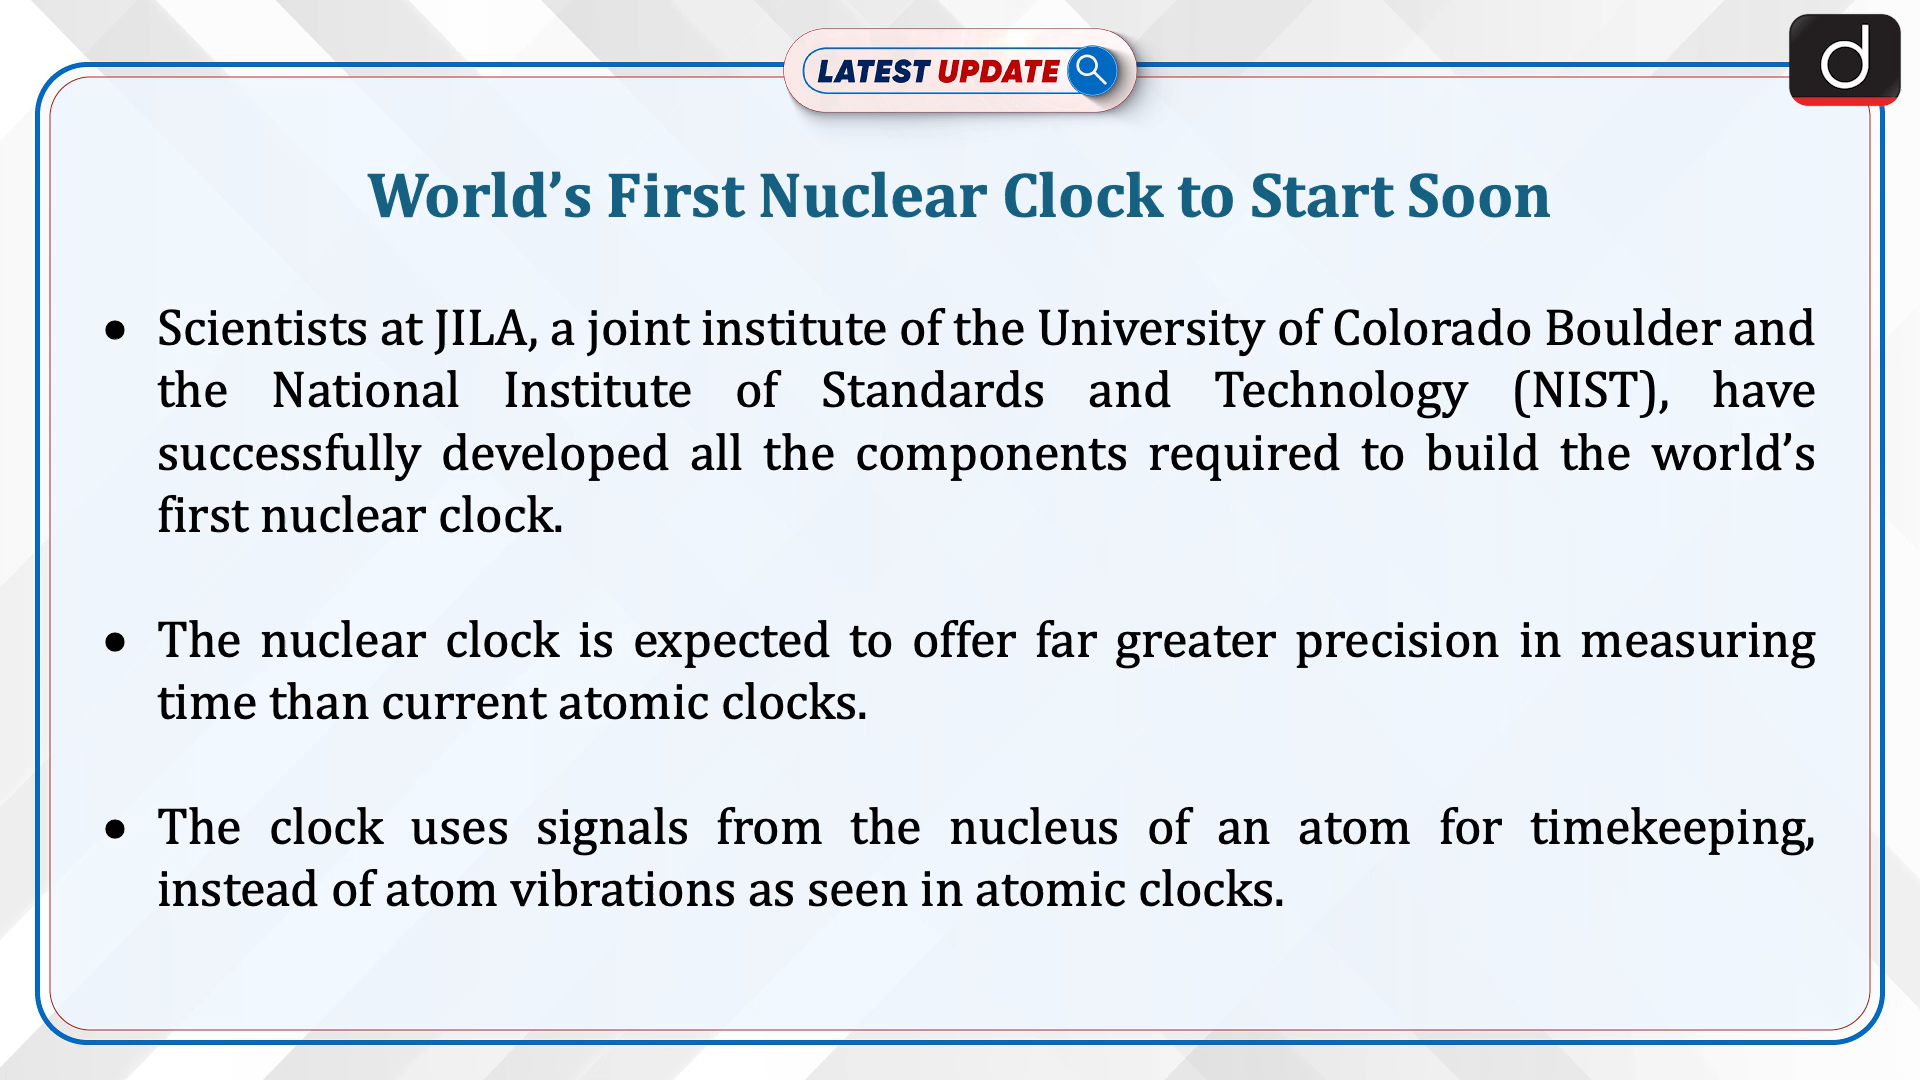 LATEST UPDATE
d
World’s First Nuclear Clock to Start Soon
● Scientists at JILA, a joint institute of the University of Colorado Boulder and
the National Institute of Standards and Technology (NIST), have
successfully developed all the components required to build the world’s
first nuclear clock.
● The nuclear clock is expected to offer far greater precision in measuring
time than current atomic clocks.
● The clock uses signals from the nucleus of an atom for timekeeping,
instead of atom vibrations as seen in atomic clocks.